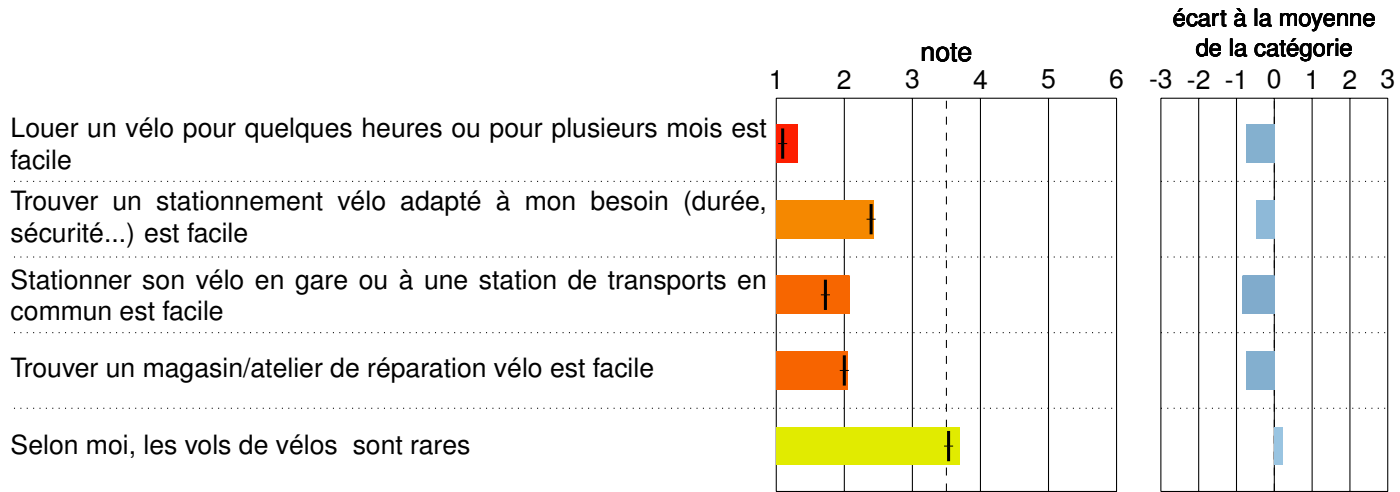 écart à la moyenne
de la catégorie
note
1 2 3 4 5 6
-3 -2 -1 0 1 2 3
Louer un vélo pour quelques heures ou pour plusieurs mois est
facile
Trouver un stationnement vélo adapté à mon besoin (durée,
sécurité...) est facile
Stationner son vélo en gare ou à une station de transports en
commun est facile
Trouver un magasin/atelier de réparation vélo est facile
Selon moi, les vols de vélos sont rares